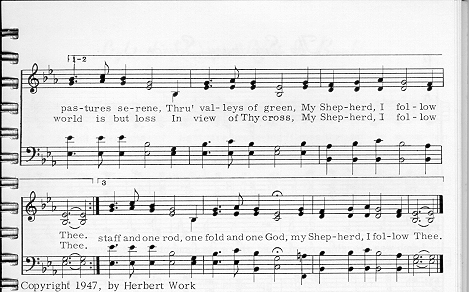 1-2
pas-tures se-rene, Thru' val-leys of green, My Shep-herd, I fol-low
world is but loss In view of Thy cross, My Shep-herd, I fol-low
3
Thee. staff and one rod, one fold and one God, my Shep-herd, I fol-low Thee.
Thee.
Copyright 1947, by Herbert Work